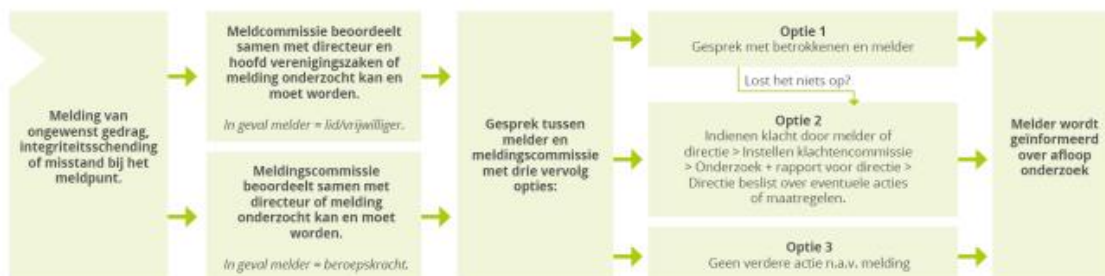 Melding van
ongewenst gedrag,
integriteitsschending
of misstand bij het
meldpunt.
Meldcommissie beoordeelt
samen met directeur en
hoofd verenigingszaken of
melding onderzocht kan en
moet worden.
In geval melder = lid/vrijwilliger.
Meldingscommissie
beoordeelt samen met
directeur of melding
onderzocht kan en moet
worden.
In geval melder = beroepskracht.
Gesprek tussen
melder en
meldingscommissie
met drie vervolg
opties:
Optie 1
Gesprek met betrokkenen en melder
Lost het niets op?
Optie 2
Indienen klacht door melder of
directie > Instellen klachtencommissie
> Onderzoek + rapport voor directie >
Directie beslist over eventuele acties
of maatregelen.
Optie 3
Geen verdere actie n.a.v. melding
Melder wordt
geïnformeerd
over afloop
onderzoek